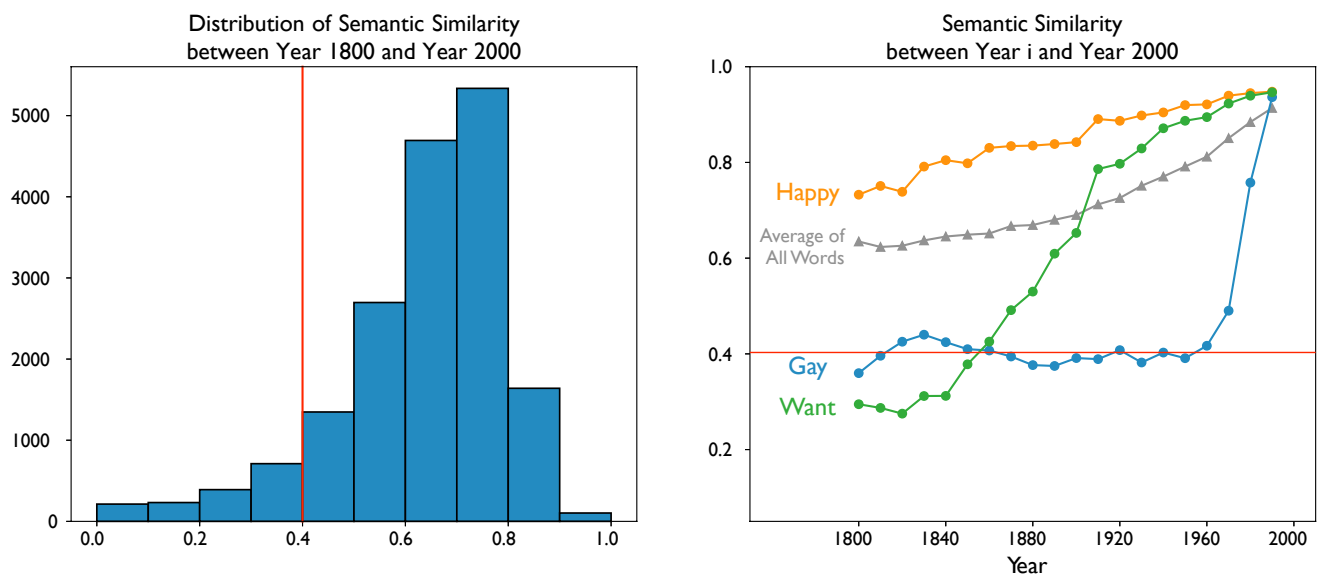 Distribution of Semantic Similarity
between Year 1800 and Year 2000
5000
4000
3000
2000
1000
0
0.0 0.2 0.4 0.6 0.8 1.0
Semantic Similarity
between Year i and Year 2000
1.0
0.8
0.6
0.4
0.2
Happy
Average of
All Words
Gay
Want
1800 1840 1880 1920 1960 2000
Year